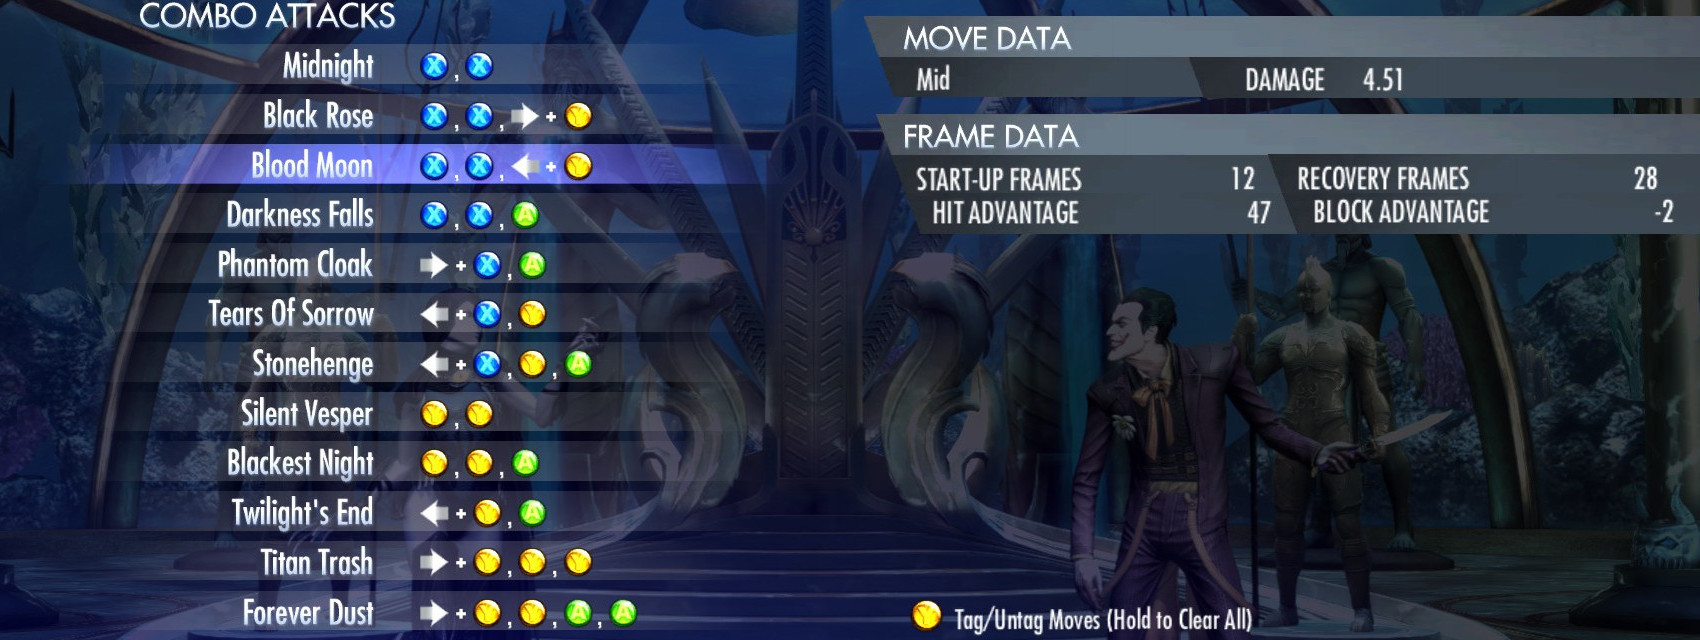 COMBO ATTACKS
Midnight X , X
Black Rose X , X , + Y
Blood Moon X , X , + Y
Darkness Falls X , X , A
Phantom Cloak + X , A
Tears Of Sorrow + X , Y
Stonehenge + X , Y , A
Silent Vesper Y , Y
Blackest Night Y , Y , A
Twilight's End + Y , A
Titan Trash + Y , Y , Y
Forever Dust + Y , Y , A , A
MOVE DATA
Mid DAMAGE 4.51
FRAME DATA
START-UP FRAMES 12 RECOVERY FRAMES 28
HIT ADVANTAGE 47 BLOCK ADVANTAGE -2
Y Tag/Untag Moves (Hold to Clear All)